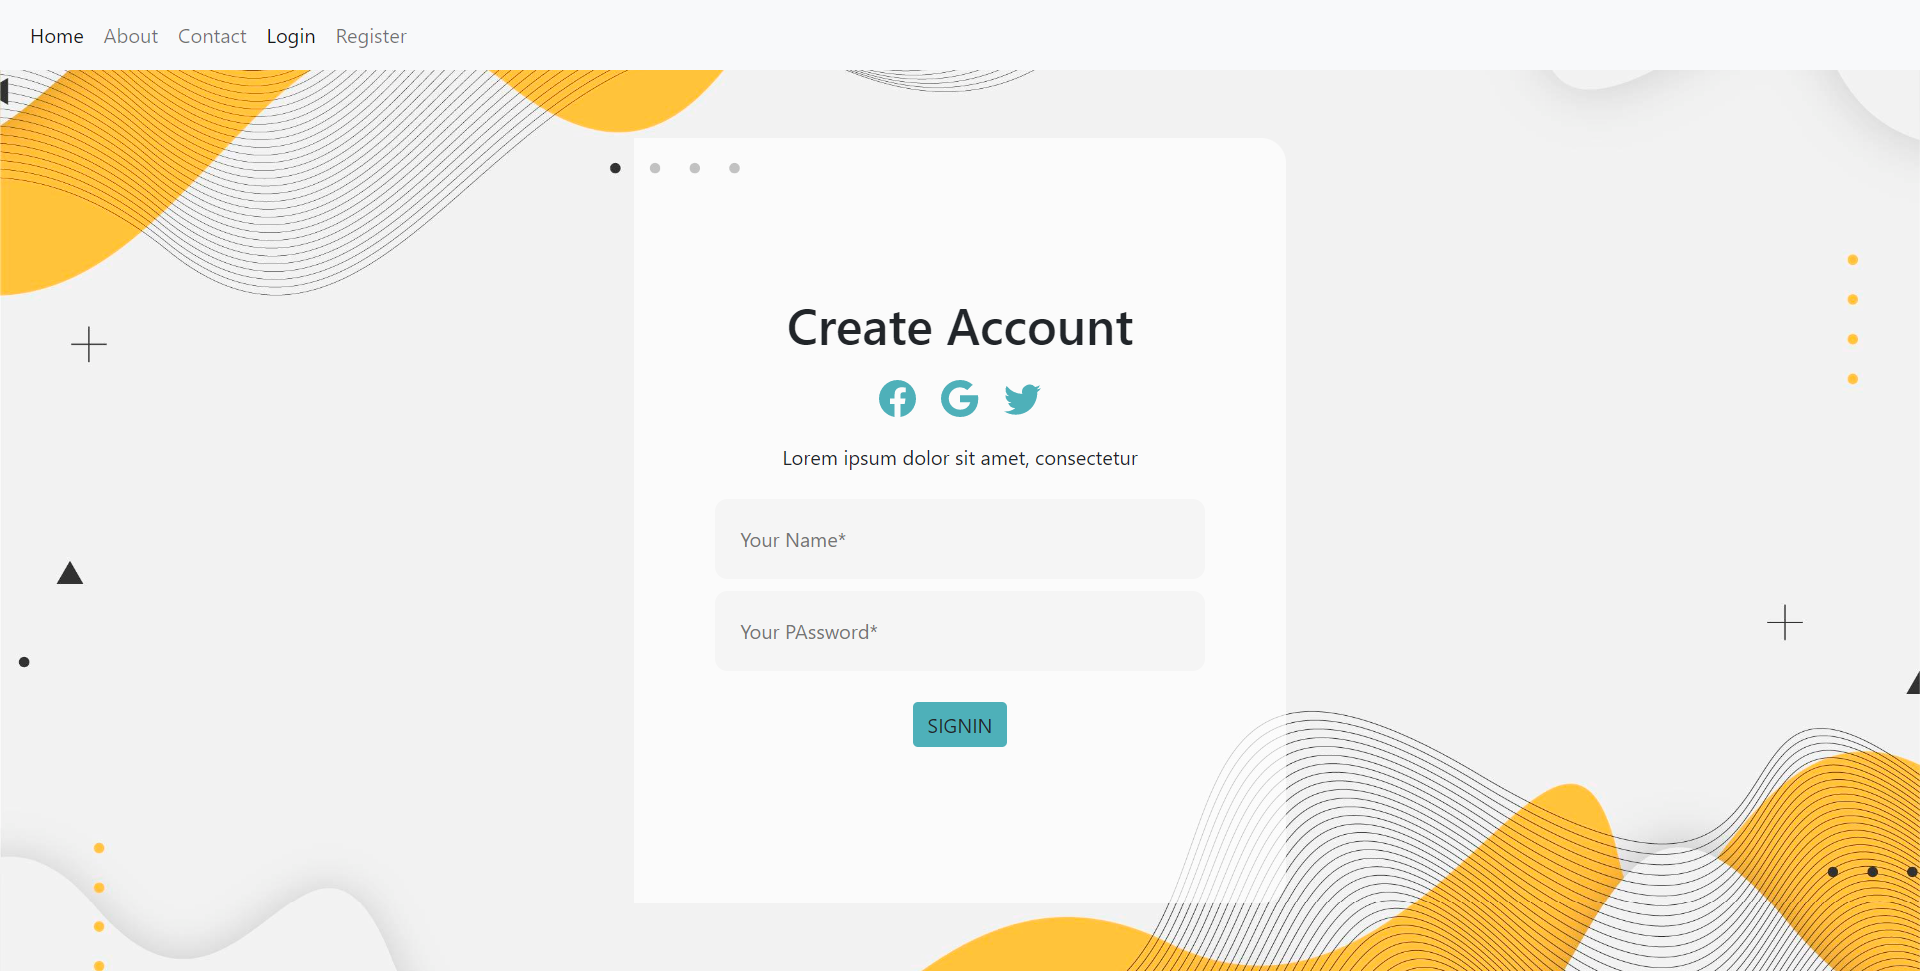 Home About Contact Login Register
Create Account
Lorem ipsum dolor sit amet, consectetur
Your Name*
Your PAssword*
SIGNIN